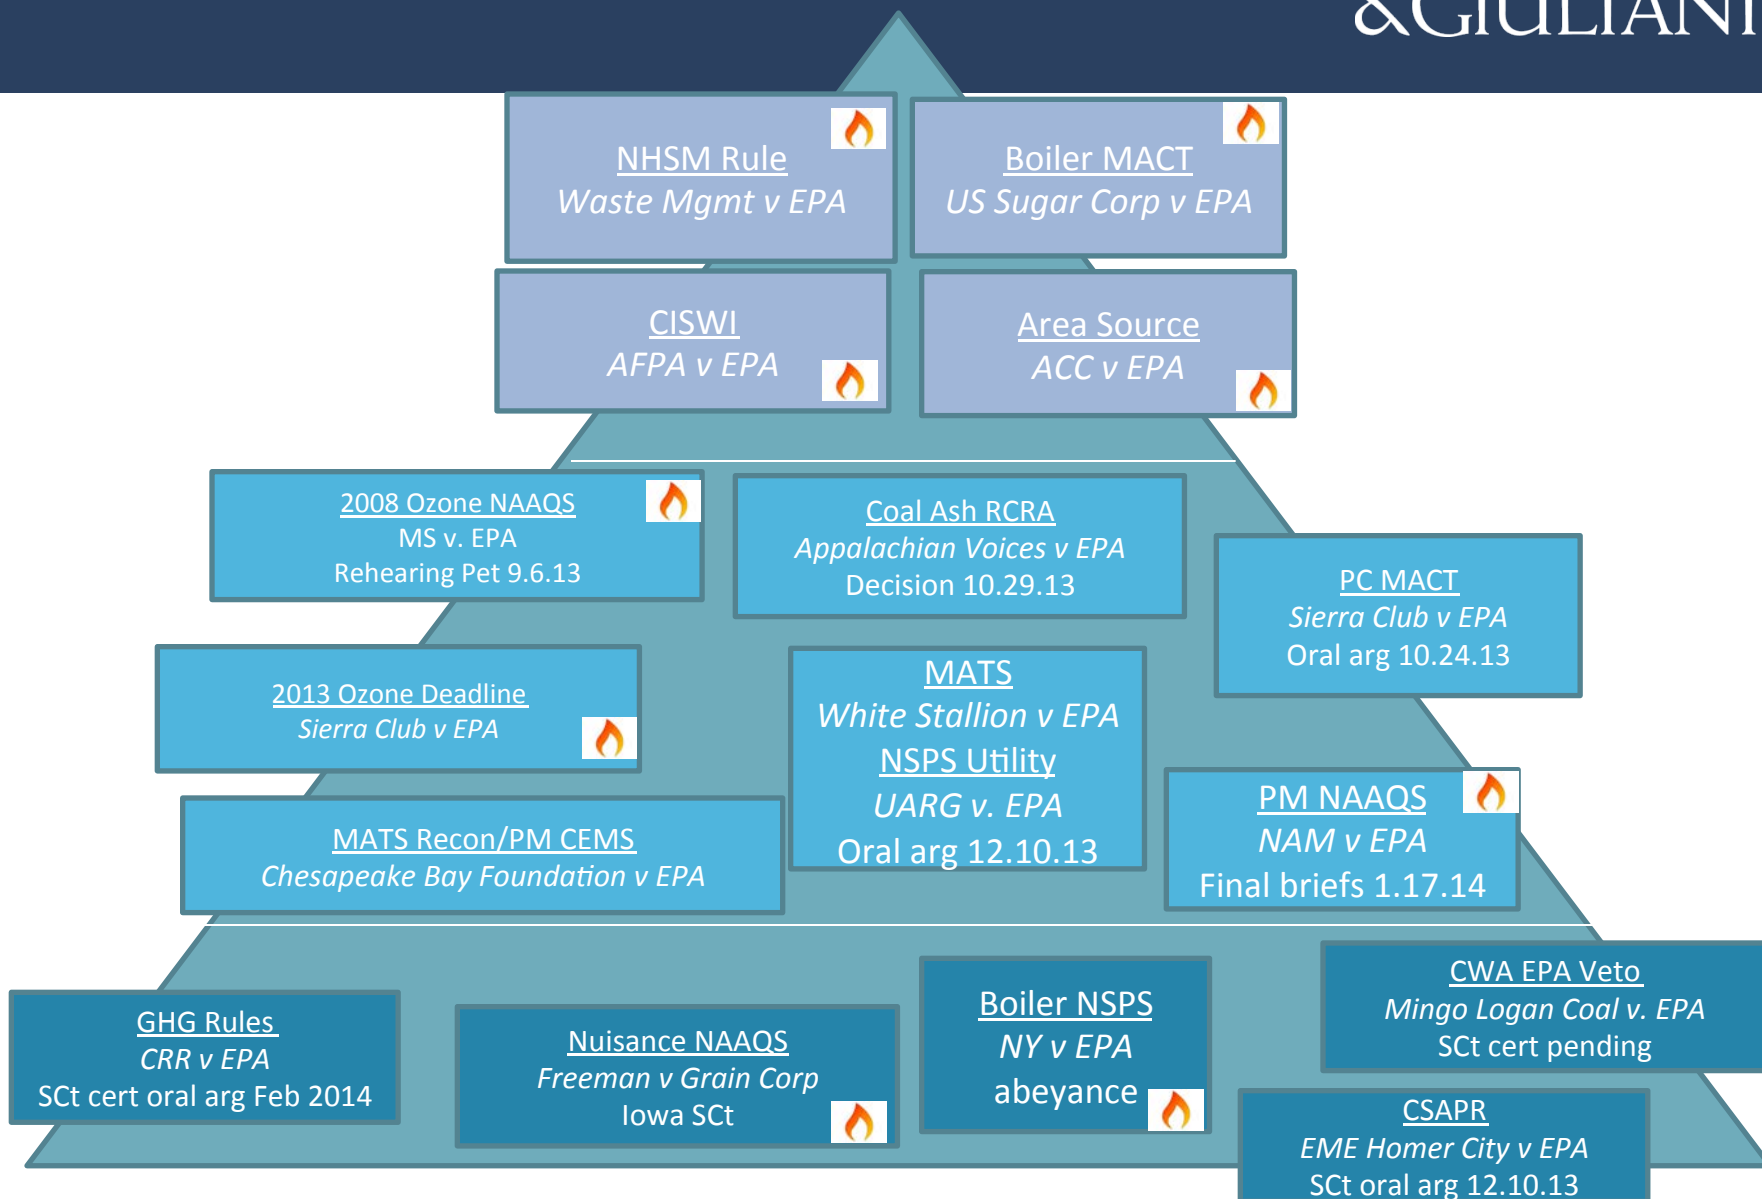 &GIULIANI
NHSM Rule
Waste Mgmt v EPA
Boiler MACT
US Sugar Corp v EPA
CISWI
AFPA v EPA
Area Source
ACC v EPA
2008 Ozone NAAQS
MS v. EPA
Rehearing Pet 9.6.13
Coal Ash RCRA
Appalachian Voices v EPA
Decision 10.29.13
PC MACT
Sierra Club v EPA
Oral arg 10.24.13
2013 Ozone Deadline
Sierra Club v EPA
MATS
White Stallion v EPA
NSPS Utility
UARG v. EPA
Oral arg 12.10.13
PM NAAQS
NAM v EPA
Final briefs 1.17.14
MATS Recon/PM CEMS
Chesapeake Bay Foundation v EPA
GHG Rules
CRR v EPA
SCt cert oral arg Feb 2014
Nuisance NAAQS
Freeman v Grain Corp
Iowa SCt
Boiler NSPS
NY v EPA
abeyance
CWA EPA Veto
Mingo Logan Coal v. EPA
SCt cert pending
CSAPR
EME Homer City v EPA
SCt oral arg 12.10.13